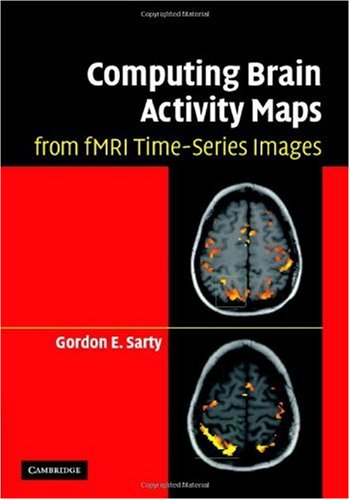 Computing Brain
Activity Maps
from fMRI Time-Series Images
Gordon E. Sarty
CAMBRIDGE